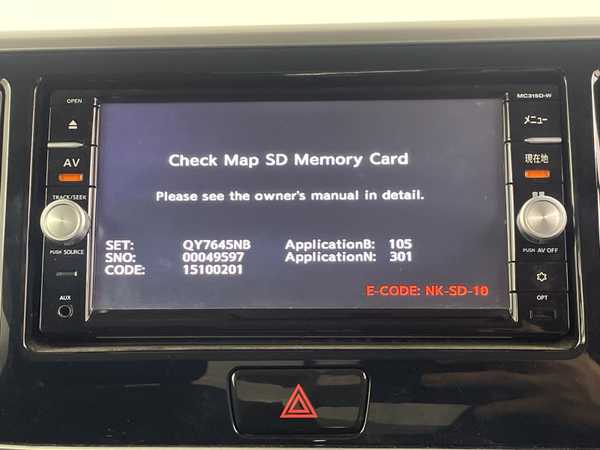 OPEN
MC315D-W
メニュー
AV
現在地
TRACK/SEEK
音量
PUSH SOURCE
PUSH AV OFF
AUX
OPT
Check Map SD Memory Card
Please see the owner's manual in detail.
SET: QY7645NB ApplicationB: 105
SNO: 00049597 ApplicationN: 301
CODE: 15100201
E-CODE: NK-SD-10